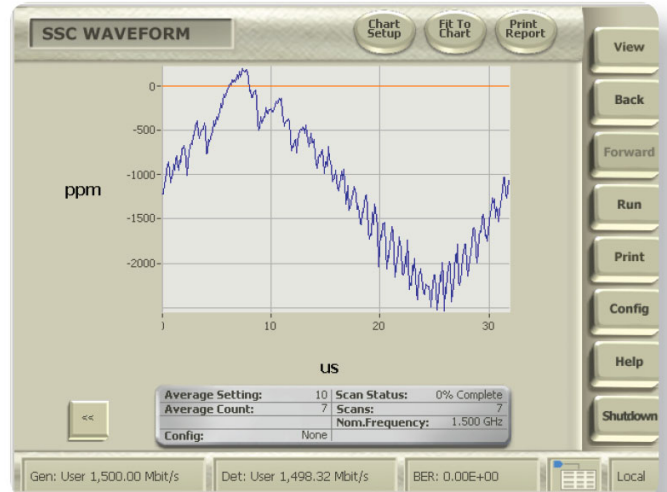 SSC WAVEFORM
Chart
Setup
Fit To
Chart
Print
Report
View
Back
Forward
Run
Print
Config
Help
Shutdown
ppm
0
-500
-1000
-1500
-2000
10
20
30
us
<<
Average Setting: 10 Scan Status: 0% Complete
Average Count: 7 Scans: 7
Nom.Frequency: 1.500 GHz
Config: None
Gen: User 1,500.00 Mbit/s
Det: User 1,498.32 Mbit/s
BER: 0.00E+00
Local